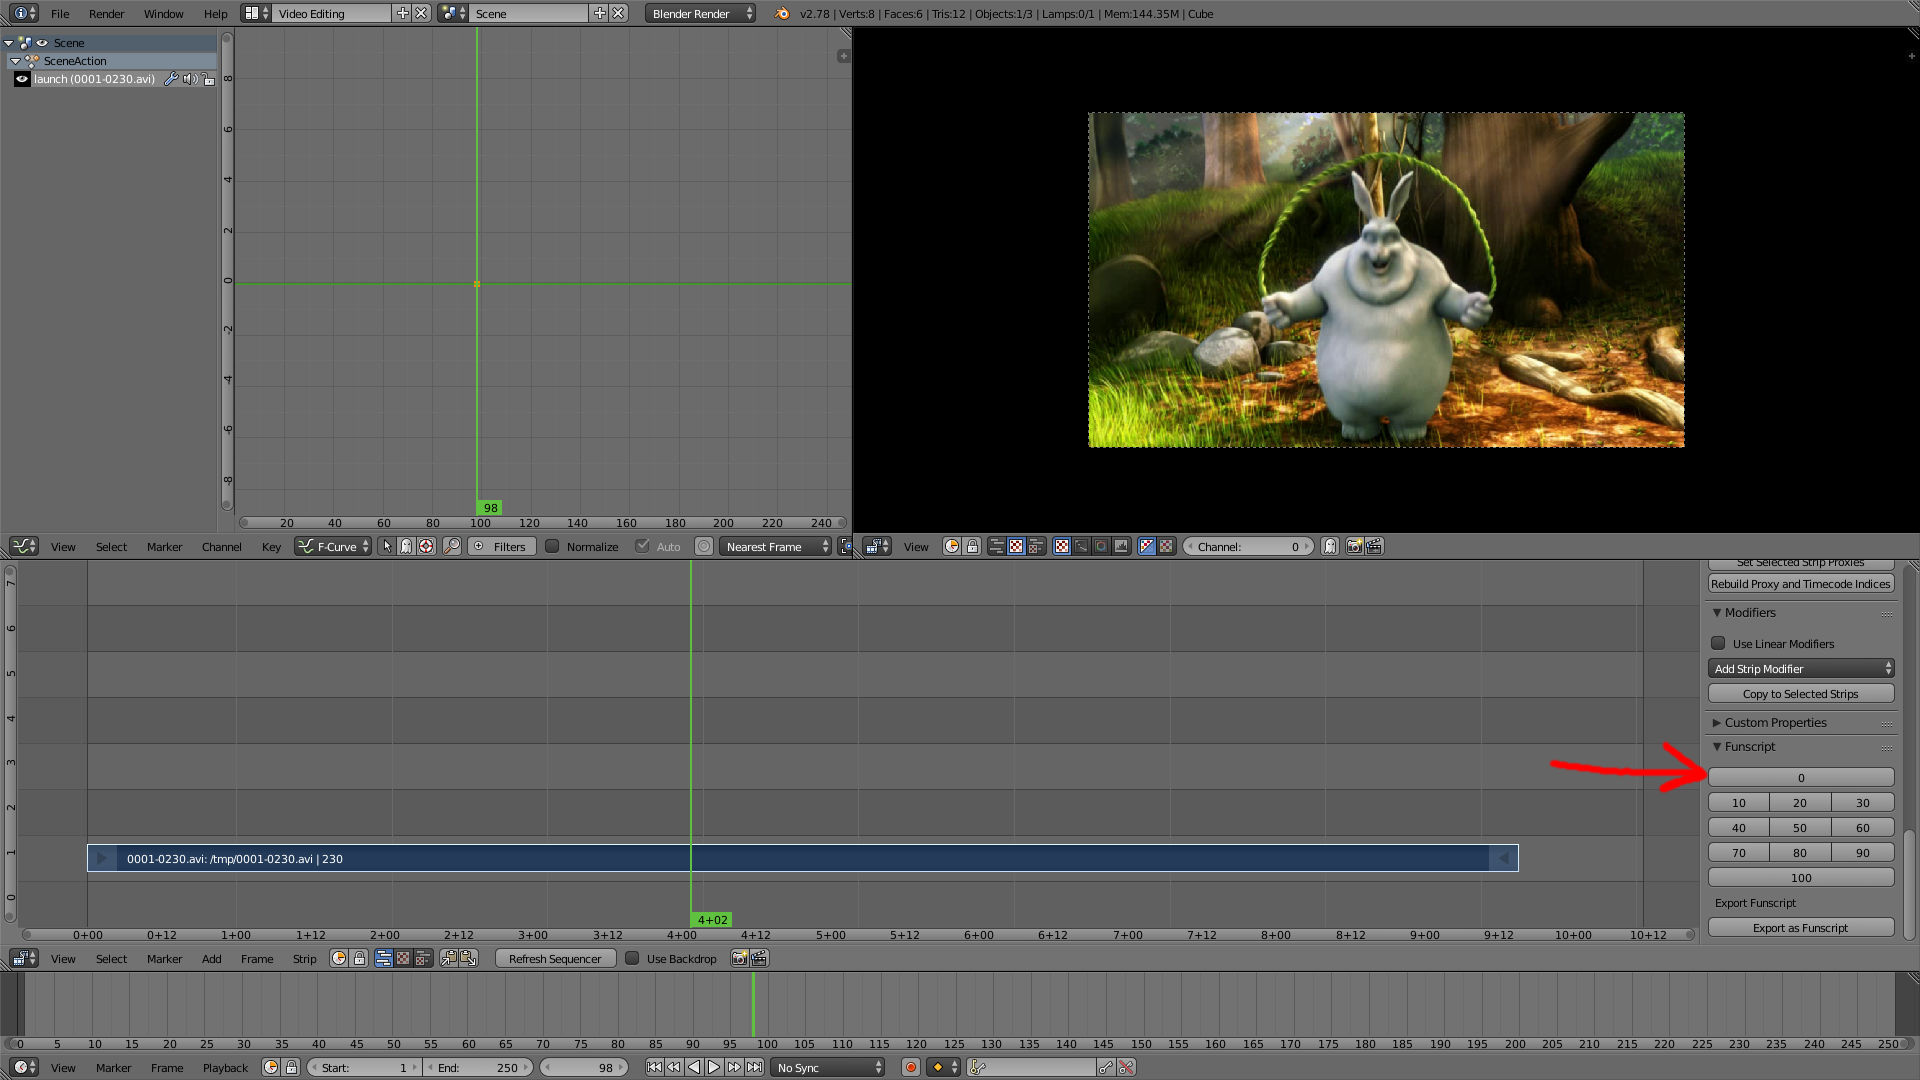 File Render Window Help Video Editing Scene Blender Render v2.78 | Verts:8 | Faces:6 | Tris:12 | Objects:1/3 | Lamps:0/1 | Mem:144.35M | Cube
Scene
SceneAction
launch (0001-0230.avi)
8
6
4
2
0
-2
-4
-6
-8
98
20 40 60 80 100 120 140 160 180 200 220 240
View Select Marker Channel Key F-Curve Filters Normalize Auto Nearest Frame
View Channel: 0
7
6
5
4
3
2
1
0
0001-0230.avi: /tmp/0001-0230.avi | 230
4+02
0+00 0+12 1+00 1+12 2+00 2+12 3+00 3+12 4+00 4+12 5+00 5+12 6+00 6+12 7+00 7+12 8+00 8+12 9+00 9+12 10+00 10+12
Set Selected Strip Proxies
Rebuild Proxy and Timecode Indices
Modifiers
Use Linear Modifiers
Add Strip Modifier
Copy to Selected Strips
Custom Properties
Funscript
0
10 20 30
40 50 60
70 80 90
100
Export Funscript
Export as Funscript
View Select Marker Add Frame Strip Refresh Sequencer Use Backdrop
0 5 10 15 20 25 30 35 40 45 50 55 60 65 70 75 80 85 90 95 100 105 110 115 120 125 130 135 140 145 150 155 160 165 170 175 180 185 190 195 200 205 210 215 220 225 230 235 240 245 250
View Marker Frame Playback Start: 1 End: 250 98 No Sync